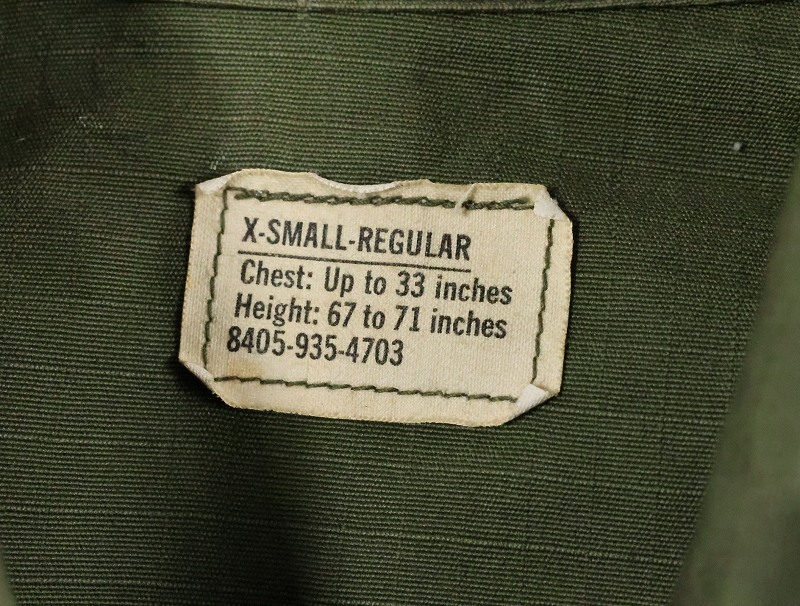 X-SMALL-REGULAR
Chest: Up to 33 inches
Height: 67 to 71 inches
8405-935-4703